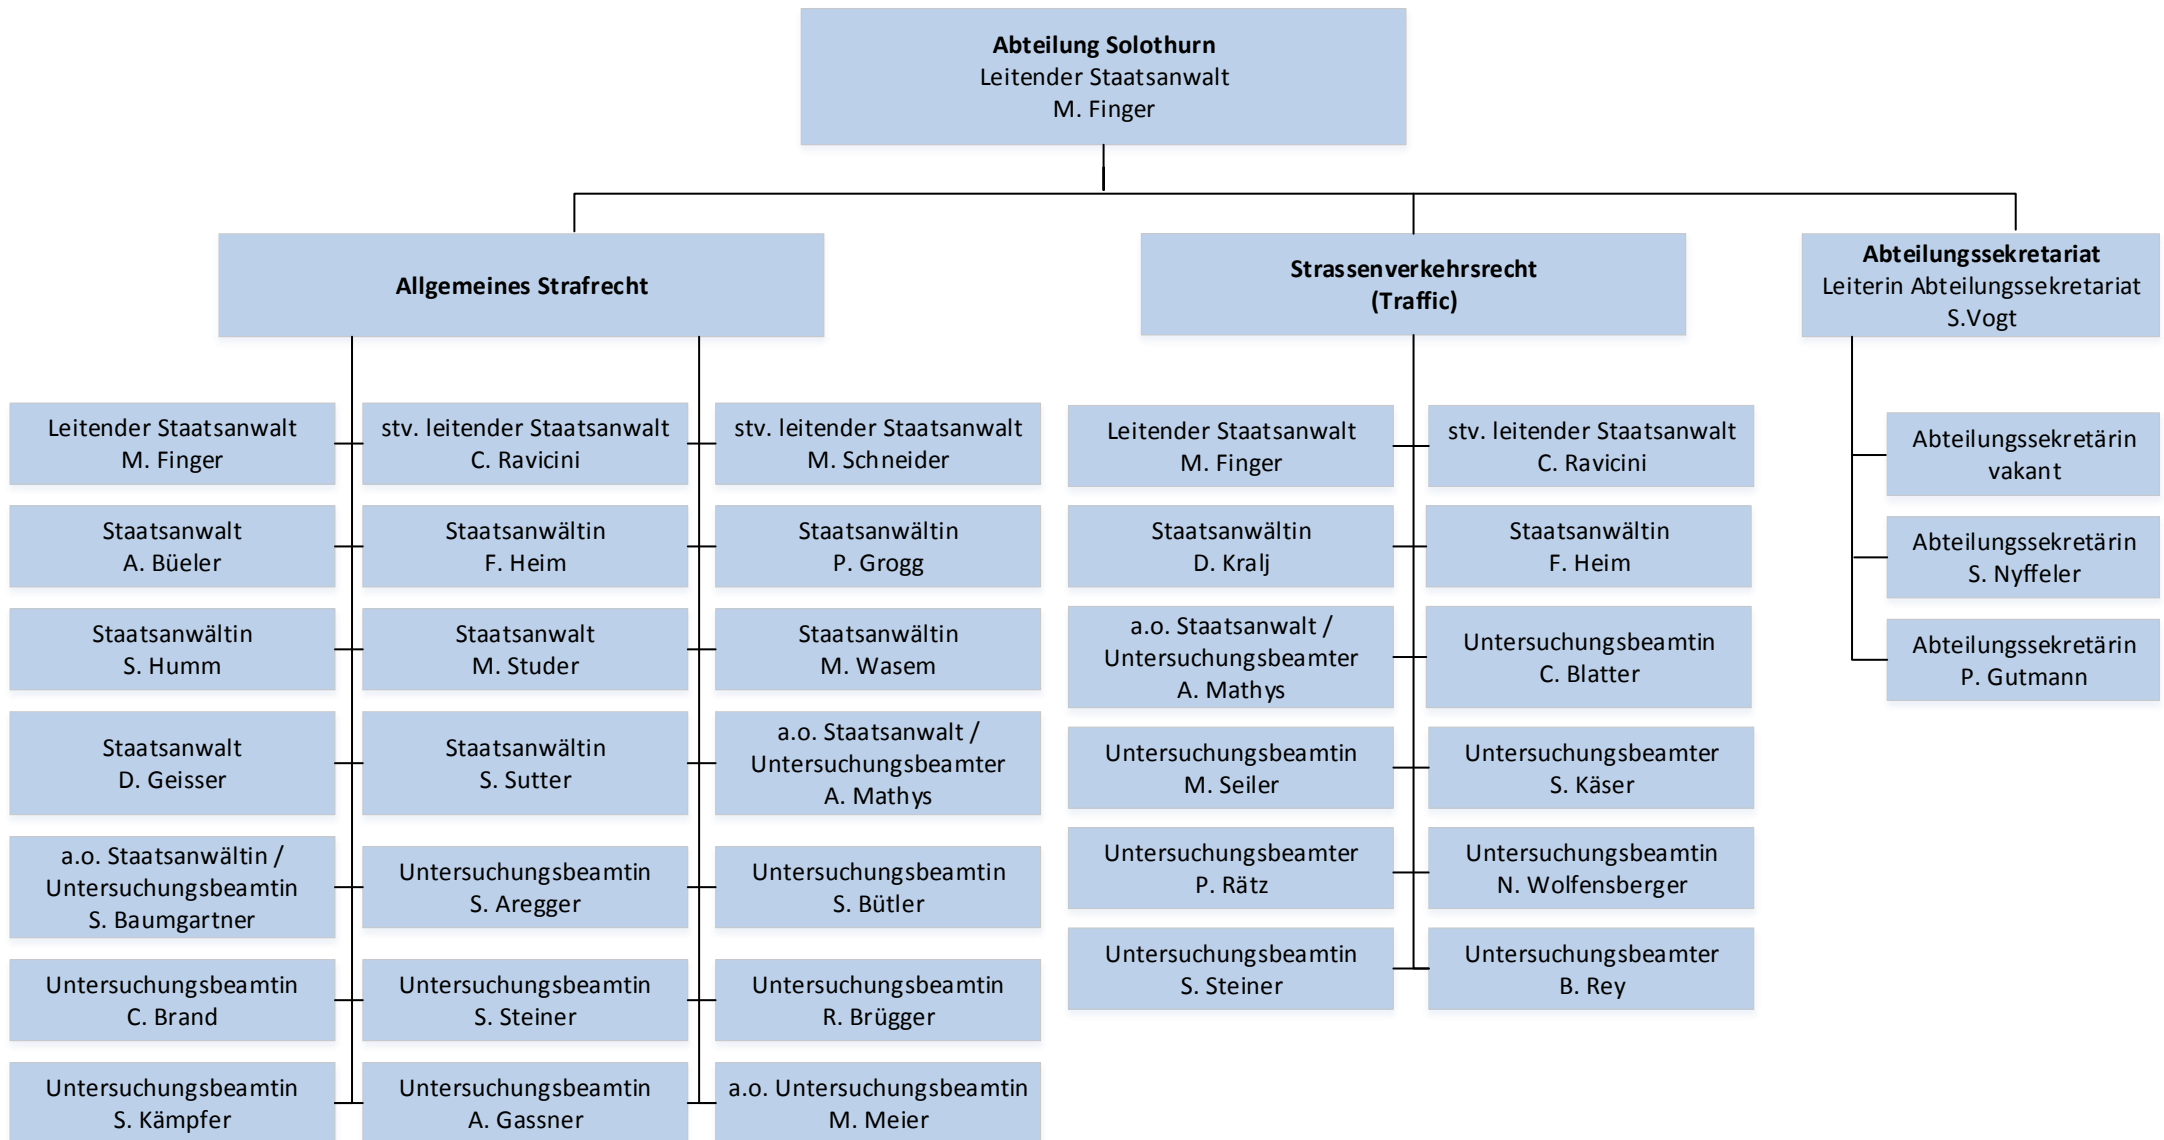 Abteilung Solothurn
Leitender Staatsanwalt
M. Finger
Allgemeines Strafrecht
Strassenverkehrsrecht
(Traffic)
Abteilungssekretariat
Leiterin Abteilungssekretariat
S.Vogt
Leitender Staatsanwalt
M. Finger
stv. leitender Staatsanwalt
C. Ravicini
stv. leitender Staatsanwalt
M. Schneider
Staatsanwalt
A. Büeler
Staatsanwältin
F. Heim
Staatsanwältin
P. Grogg
Staatsanwältin
S. Humm
Staatsanwalt
M. Studer
Staatsanwältin
M. Wasem
Staatsanwalt
D. Geisser
Staatsanwältin
S. Sutter
a.o. Staatsanwalt /
Untersuchungsbeamter
A. Mathys
a.o. Staatsanwältin /
Untersuchungsbeamtin
S. Baumgartner
Untersuchungsbeamtin
S. Aregger
Untersuchungsbeamtin
S. Bütler
Untersuchungsbeamtin
C. Brand
Untersuchungsbeamtin
S. Steiner
Untersuchungsbeamtin
R. Brügger
Untersuchungsbeamtin
S. Kämpfer
Untersuchungsbeamtin
A. Gassner
a.o. Untersuchungsbeamtin
M. Meier
Leitender Staatsanwalt
M. Finger
stv. leitender Staatsanwalt
C. Ravicini
Staatsanwältin
D. Kralj
Staatsanwältin
F. Heim
a.o. Staatsanwalt /
Untersuchungsbeamter
A. Mathys
Untersuchungsbeamtin
C. Blatter
Untersuchungsbeamtin
M. Seiler
Untersuchungsbeamter
S. Käser
Untersuchungsbeamter
P. Rätz
Untersuchungsbeamtin
N. Wolfensberger
Untersuchungsbeamtin
S. Steiner
Untersuchungsbeamter
B. Rey
Abteilungssekretärin
vakant
Abteilungssekretärin
S. Nyffeler
Abteilungssekretärin
P. Gutmann